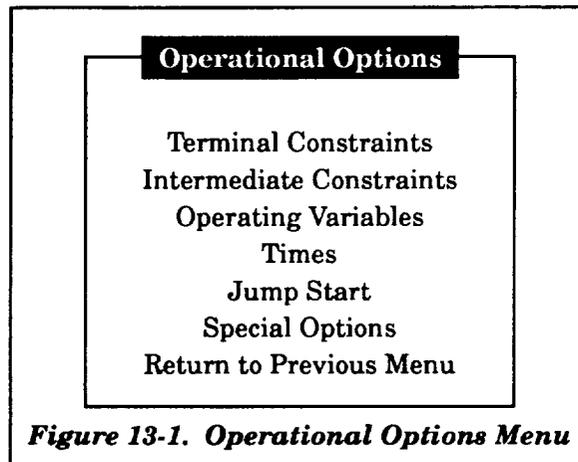 Operational Options
Terminal Constraints
Intermediate Constraints
Operating Variables
Times
Jump Start
Special Options
Return to Previous Menu
Figure 13-1. Operational Options Menu